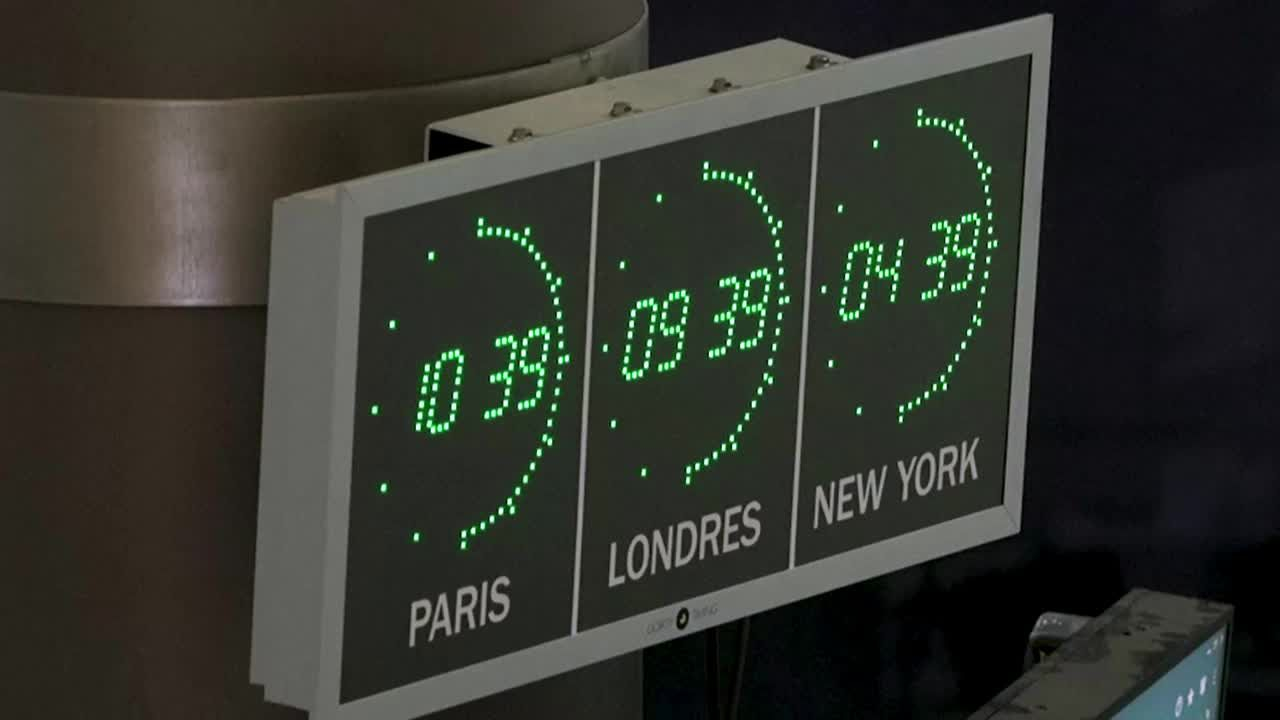 10 39
PARIS
09 39
LONDRES
04 39
NEW YORK